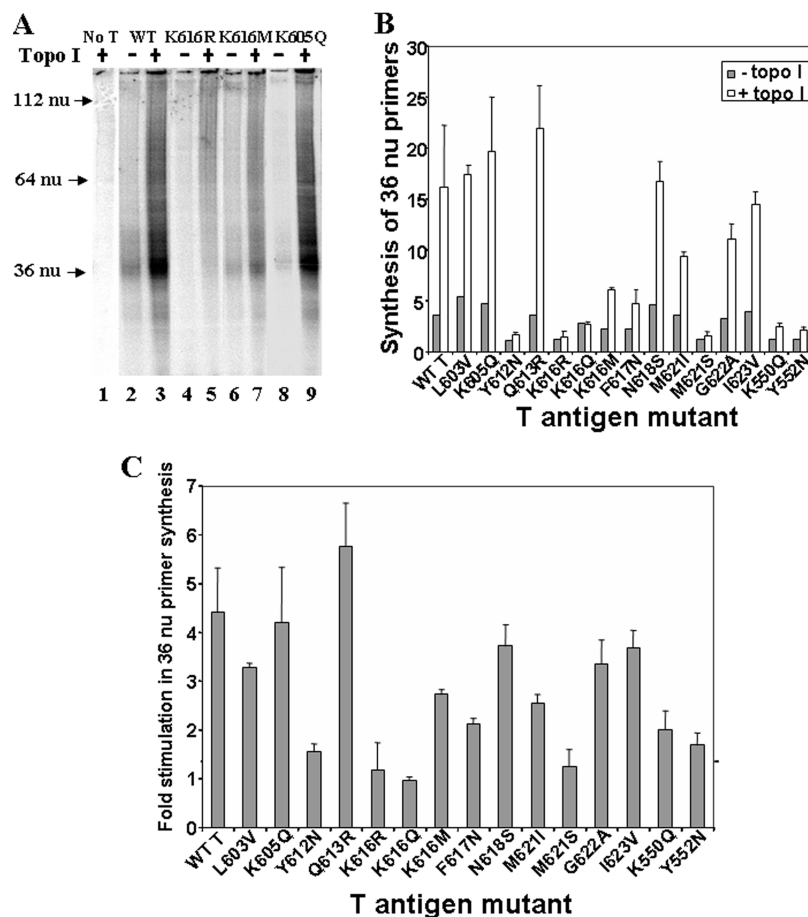 A
No T WT K616R K616M K605Q
Topo I + - + - + - + - +
112 nu
64 nu
36 nu
1 2 3 4 5 6 7 8 9
B
Synthesis of 36 nu primers
30
25
20
15
10
5
0
- topo I
+ topo I
WT T
L603V
K605Q
Y612N
Q613R
K616R
K616Q
K616M
F617N
N618S
M621I
M621S
G622A
I623V
K550Q
Y552N
T antigen mutant
C
Fold stimulation in 36 nu primer synthesis
7
6
5
4
3
2
1
0
WT T
L603V
K605Q
Y612N
Q613R
K616R
K616Q
K616M
F617N
N618S
M621I
M621S
G622A
I623V
K550Q
Y552N
T antigen mutant